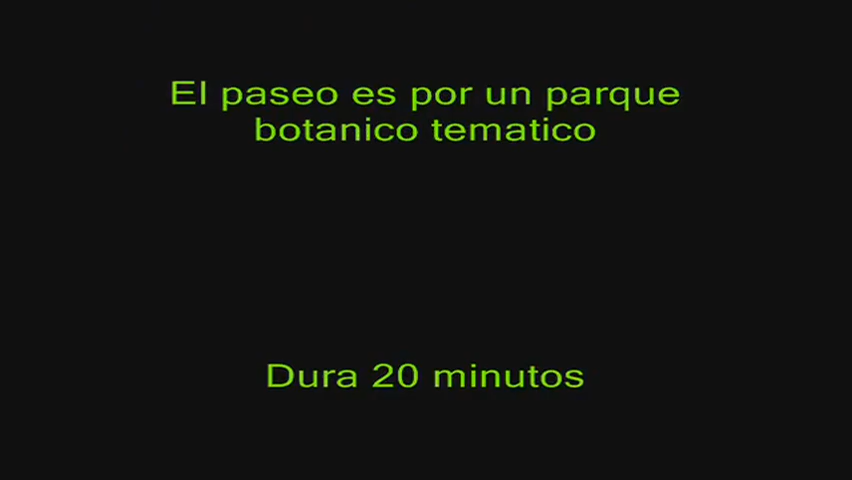 El paseo es por un parque
botanico tematico
Dura 20 minutos